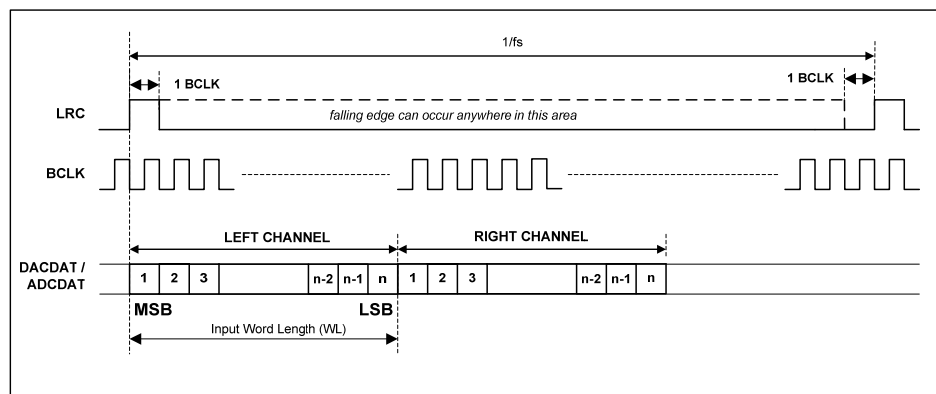 1/fs
1 BCLK
1 BCLK
LRC
falling edge can occur anywhere in this area
BCLK
LEFT CHANNEL
RIGHT CHANNEL
DACDAT /
ADCDAT
1 2 3 n-2 n-1 n 1 2 3 n-2 n-1 n
MSB LSB
Input Word Length (WL)